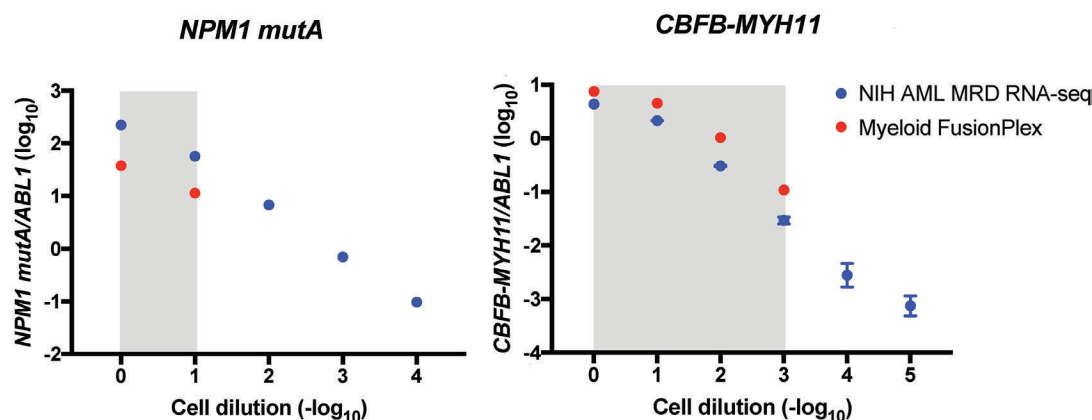 NPM1 mutA
NPM1 mutA/ABL1 (log10)
3
2
1
0
-1
-2
0 1 2 3 4
Cell dilution (-log10)
CBFB-MYH11
CBFB-MYH11/ABL1 (log10)
1
0
-1
-2
-3
-4
0 1 2 3 4 5
Cell dilution (-log10)
NIH AML MRD RNA-seq
Myeloid FusionPlex